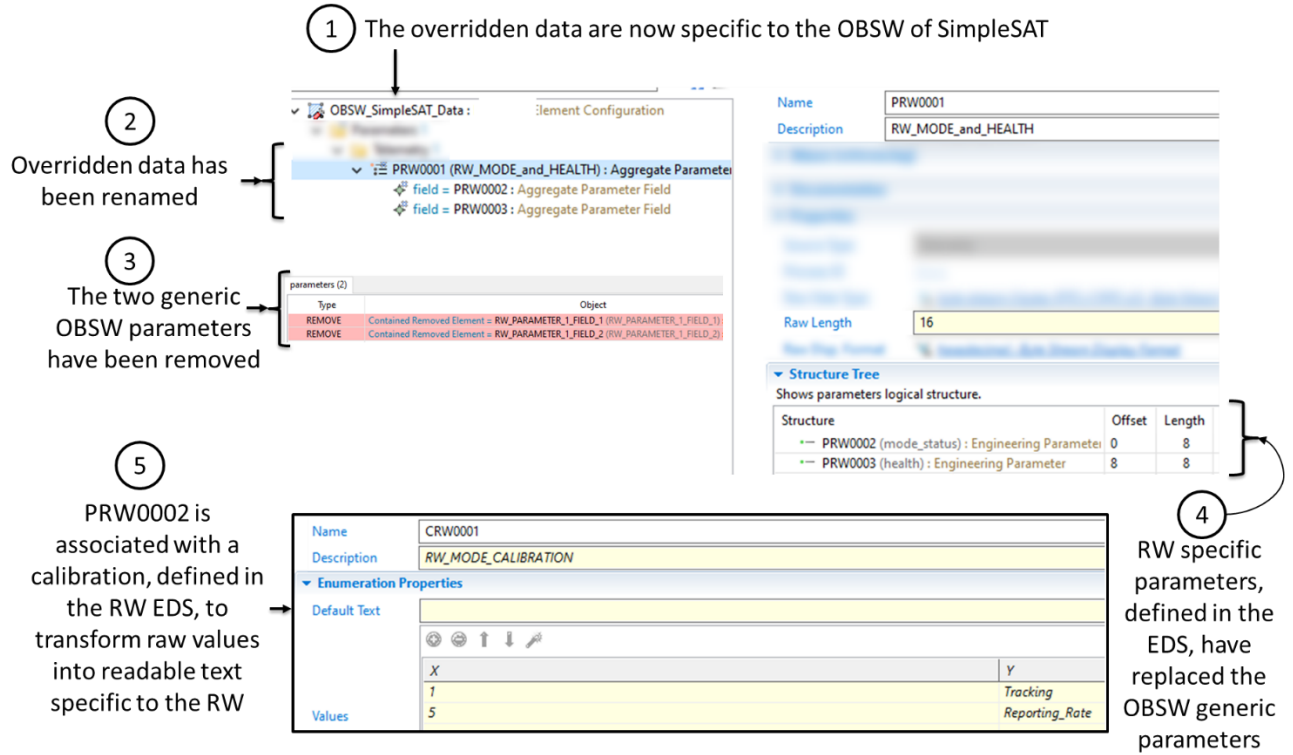 1
The overridden data are now specific to the OBSW of SimpleSAT
2
Overridden data has
been renamed
OBSW_SimpleSAT_Data :
Element Configuration
PRW0001 (RW_MODE_and_HEALTH) : Aggregate Parameter
field = PRW0002 : Aggregate Parameter Field
field = PRW0003 : Aggregate Parameter Field
Name PRW0001
Description RW_MODE_and_HEALTH
Raw Length 16
Structure Tree
Shows parameters logical structure.
Structure Offset Length
PRW0002 (mode_status) : Engineering Parameter 0 8
PRW0003 (health) : Engineering Parameter 8 8
3
The two generic
OBSW parameters
have been removed
parameters (2)
Type Object
REMOVE Contained Removed Element = RW_PARAMETER_1_FIELD_1 (RW_PARAMETER_1_FIELD_1)
REMOVE Contained Removed Element = RW_PARAMETER_1_FIELD_2 (RW_PARAMETER_1_FIELD_2)
4
RW specific
parameters,
defined in the
EDS, have
replaced the
OBSW generic
parameters
5
PRW0002 is
associated with a
calibration, defined in
the RW EDS, to
transform raw values
into readable text
specific to the RW
Name CRW0001
Description RW_MODE_CALIBRATION
Enumeration Properties
Default Text
X Y
1 Tracking
Values 5 Reporting_Rate